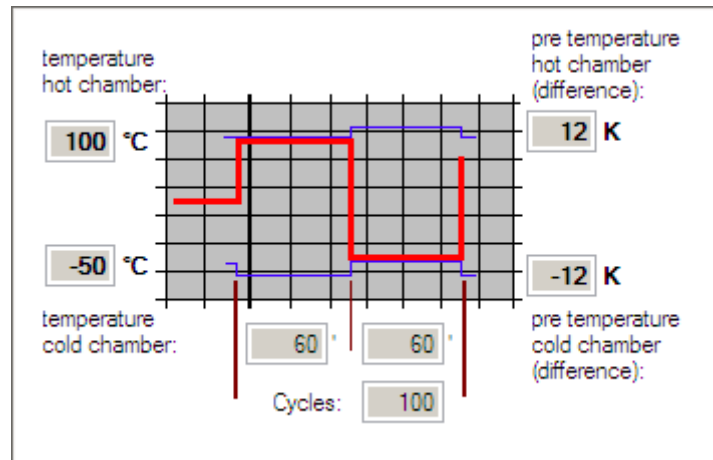 temperature
hot chamber:
100 °C
pre temperature
hot chamber
(difference):
12 K
-50 °C
temperature
cold chamber:
-12 K
pre temperature
cold chamber
(difference):
60 '
60 '
Cycles: 100